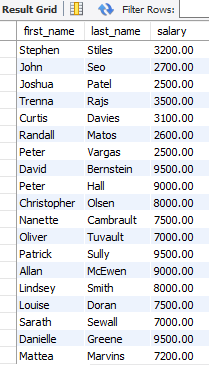 Result Grid Filter Rows:
first_name last_name salary
Stephen Stiles 3200.00
John Seo 2700.00
Joshua Patel 2500.00
Trenna Rajs 3500.00
Curtis Davies 3100.00
Randall Matos 2600.00
Peter Vargas 2500.00
David Bernstein 9500.00
Peter Hall 9000.00
Christopher Olsen 8000.00
Nanette Cambrault 7500.00
Oliver Tuvault 7000.00
Patrick Sully 9500.00
Allan McEwen 9000.00
Lindsey Smith 8000.00
Louise Doran 7500.00
Sarath Sewall 7000.00
Danielle Greene 9500.00
Mattea Marvins 7200.00